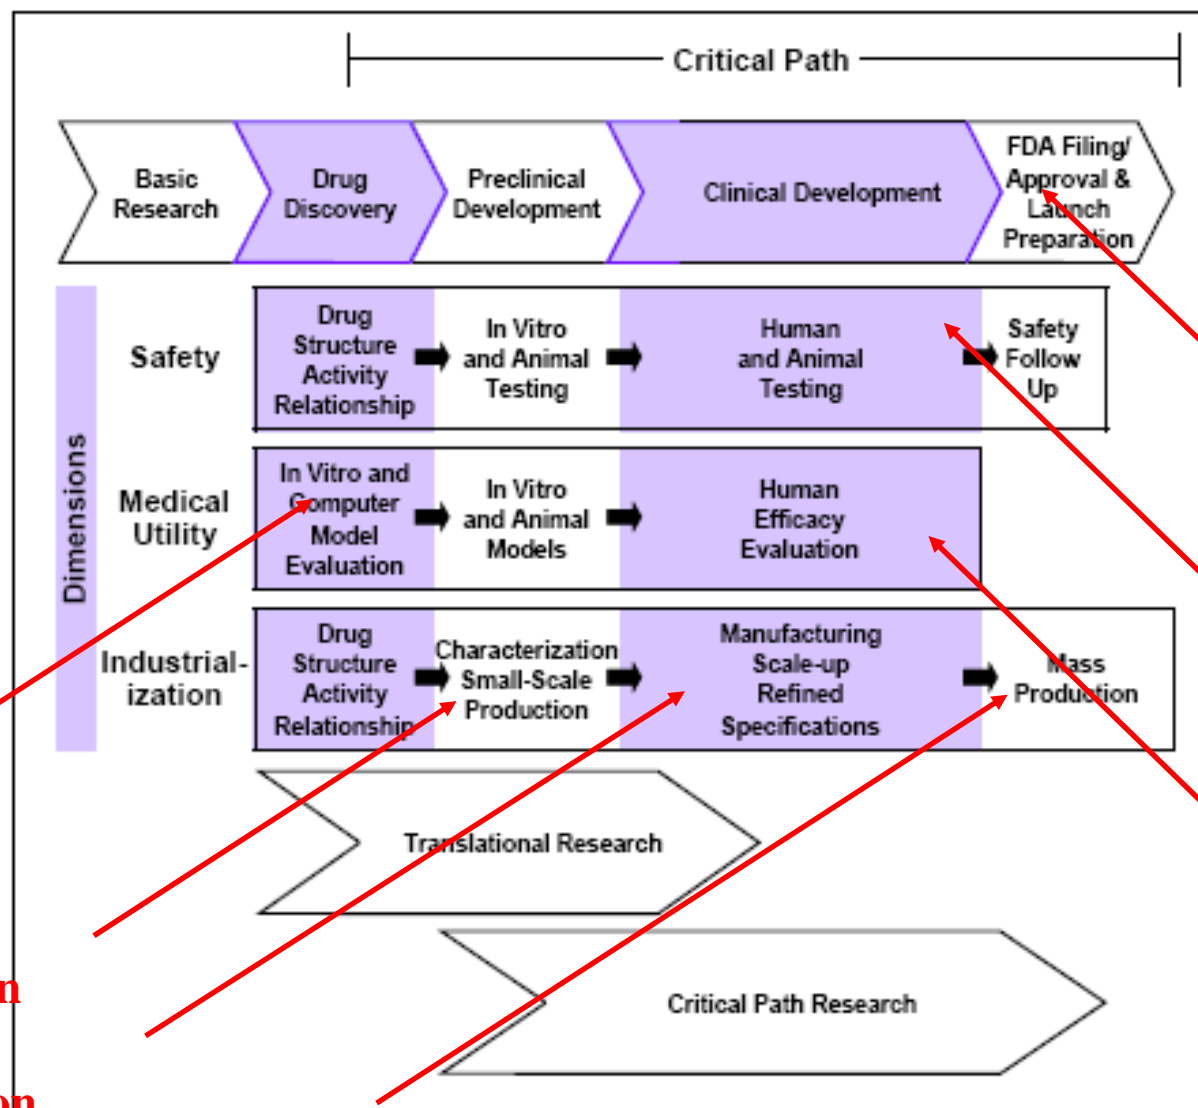 Critical Path
Basic
Research
Drug
Discovery
Preclinical
Development
Clinical Development
FDA Filing/
Approval &
Launch
Preparation
Dimensions
Safety
Drug
Structure
Activity
Relationship
In Vitro
and Animal
Testing
Human
and Animal
Testing
Safety
Follow
Up
Medical
Utility
In Vitro and
Computer
Model
Evaluation
In Vitro
and Animal
Models
Human
Efficacy
Evaluation
Industrial-
ization
Drug
Structure
Activity
Relationship
Characterization
Small-Scale
Production
Manufacturing
Scale-up
Refined
Specifications
Mass
Production
Translational Research
Critical Path Research
n
on